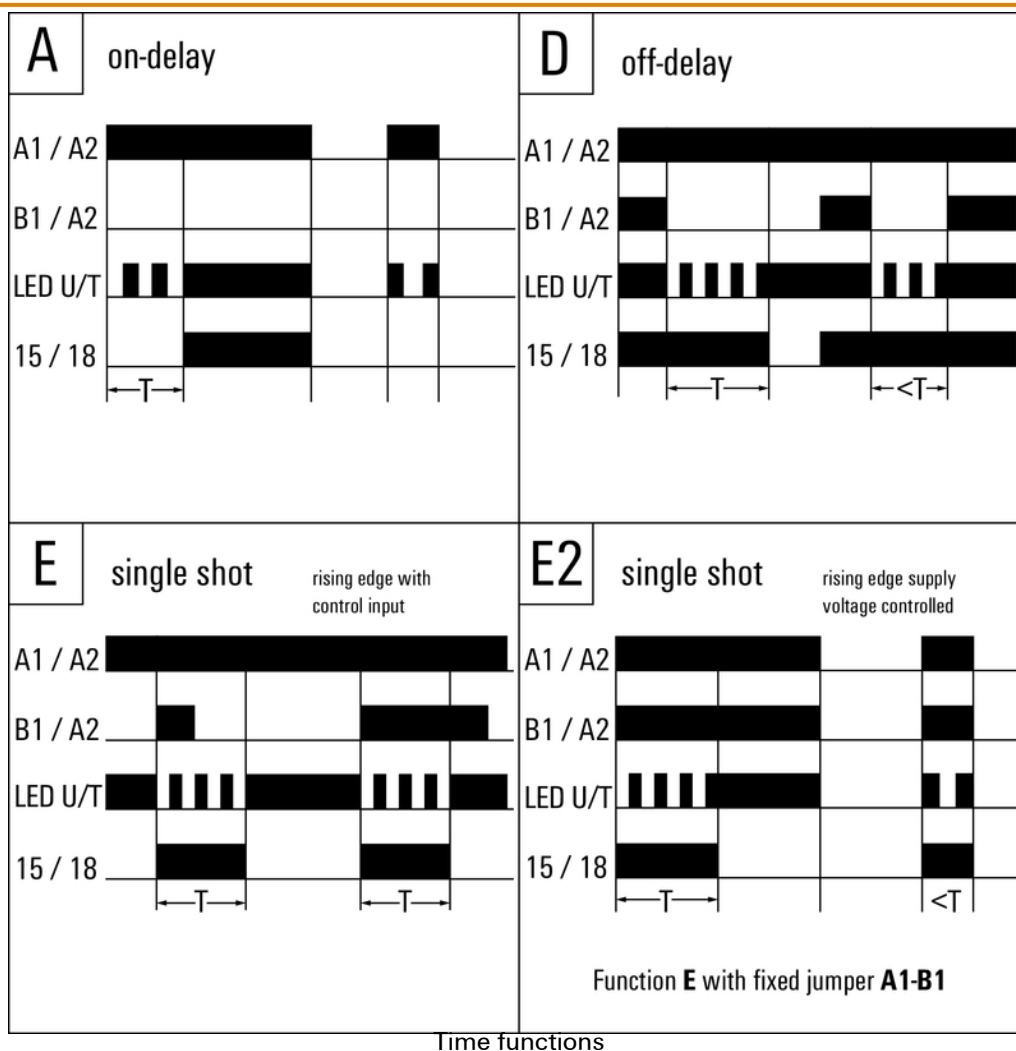 A on-delay
A1 / A2
B1 / A2
LED U/T
15 / 18
T
D off-delay
A1 / A2
B1 / A2
LED U/T
15 / 18
T <T
E single shot rising edge with
control input
A1 / A2
B1 / A2
LED U/T
15 / 18
T T
E2 single shot rising edge supply
voltage controlled
A1 / A2
B1 / A2
LED U/T
15 / 18
T <T
Function E with fixed jumper A1-B1
Time functions